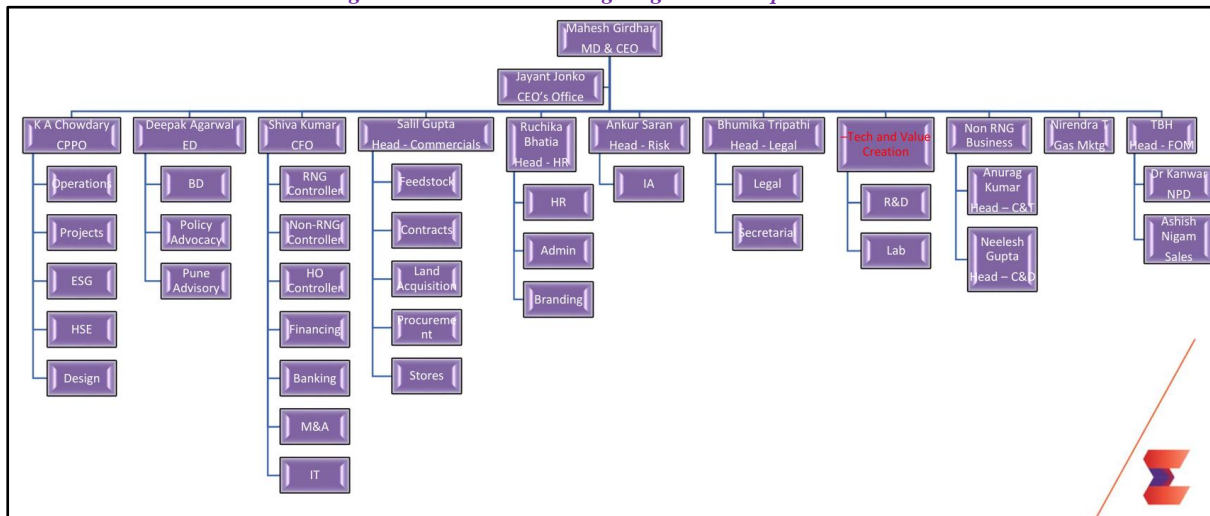 Mahesh Girdhar
MD & CEO
Jayant Jonko
CEO's Office
K A Chowdary
CPPO
Operations
Projects
ESG
HSE
Design
Deepak Agarwal
ED
BD
Policy
Advocacy
Pune
Advisory
Shiva Kumar
CFO
RNG
Controller
Non-RNG
Controller
HO
Controller
Financing
Banking
M&A
IT
Salil Gupta
Head - Commercials
Feedstock
Contracts
Land
Acquisition
Procureme
nt
Stores
Ruchika
Bhatia
Head - HR
HR
Admin
Branding
Ankur Saran
Head - Risk
IA
Bhumika Tripathi
Head - Legal
Legal
Secretarial
–Tech and Value
Creation
R&D
Lab
Non RNG
Business
Anurag
Kumar
Head – C&T
Neelesh
Gupta
Head – C&D
Nirendra T
Gas Mktg
TBH
Head - FOM
Dr Kanwar
NPD
Ashish
Nigam
Sales